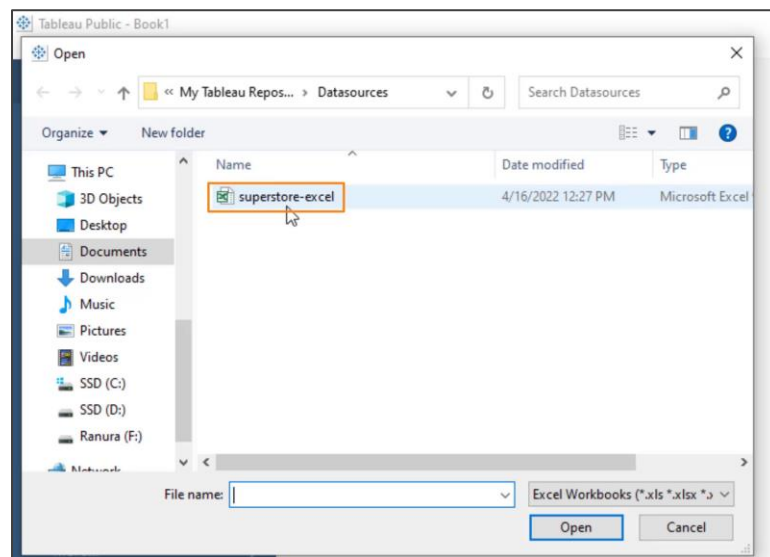 Tableau Public - Book1
Open
« My Tableau Repos... › Datasources
Search Datasources
Organize
New folder
?
This PC
3D Objects
Desktop
Documents
Downloads
Music
Pictures
Videos
SSD (C:)
SSD (D:)
Ranura (F:)
Network
Name
Date modified
Type
superstore-excel
4/16/2022 12:27 PM
Microsoft Excel
File name:
Excel Workbooks (*.xls *.xlsx *.
Open
Cancel